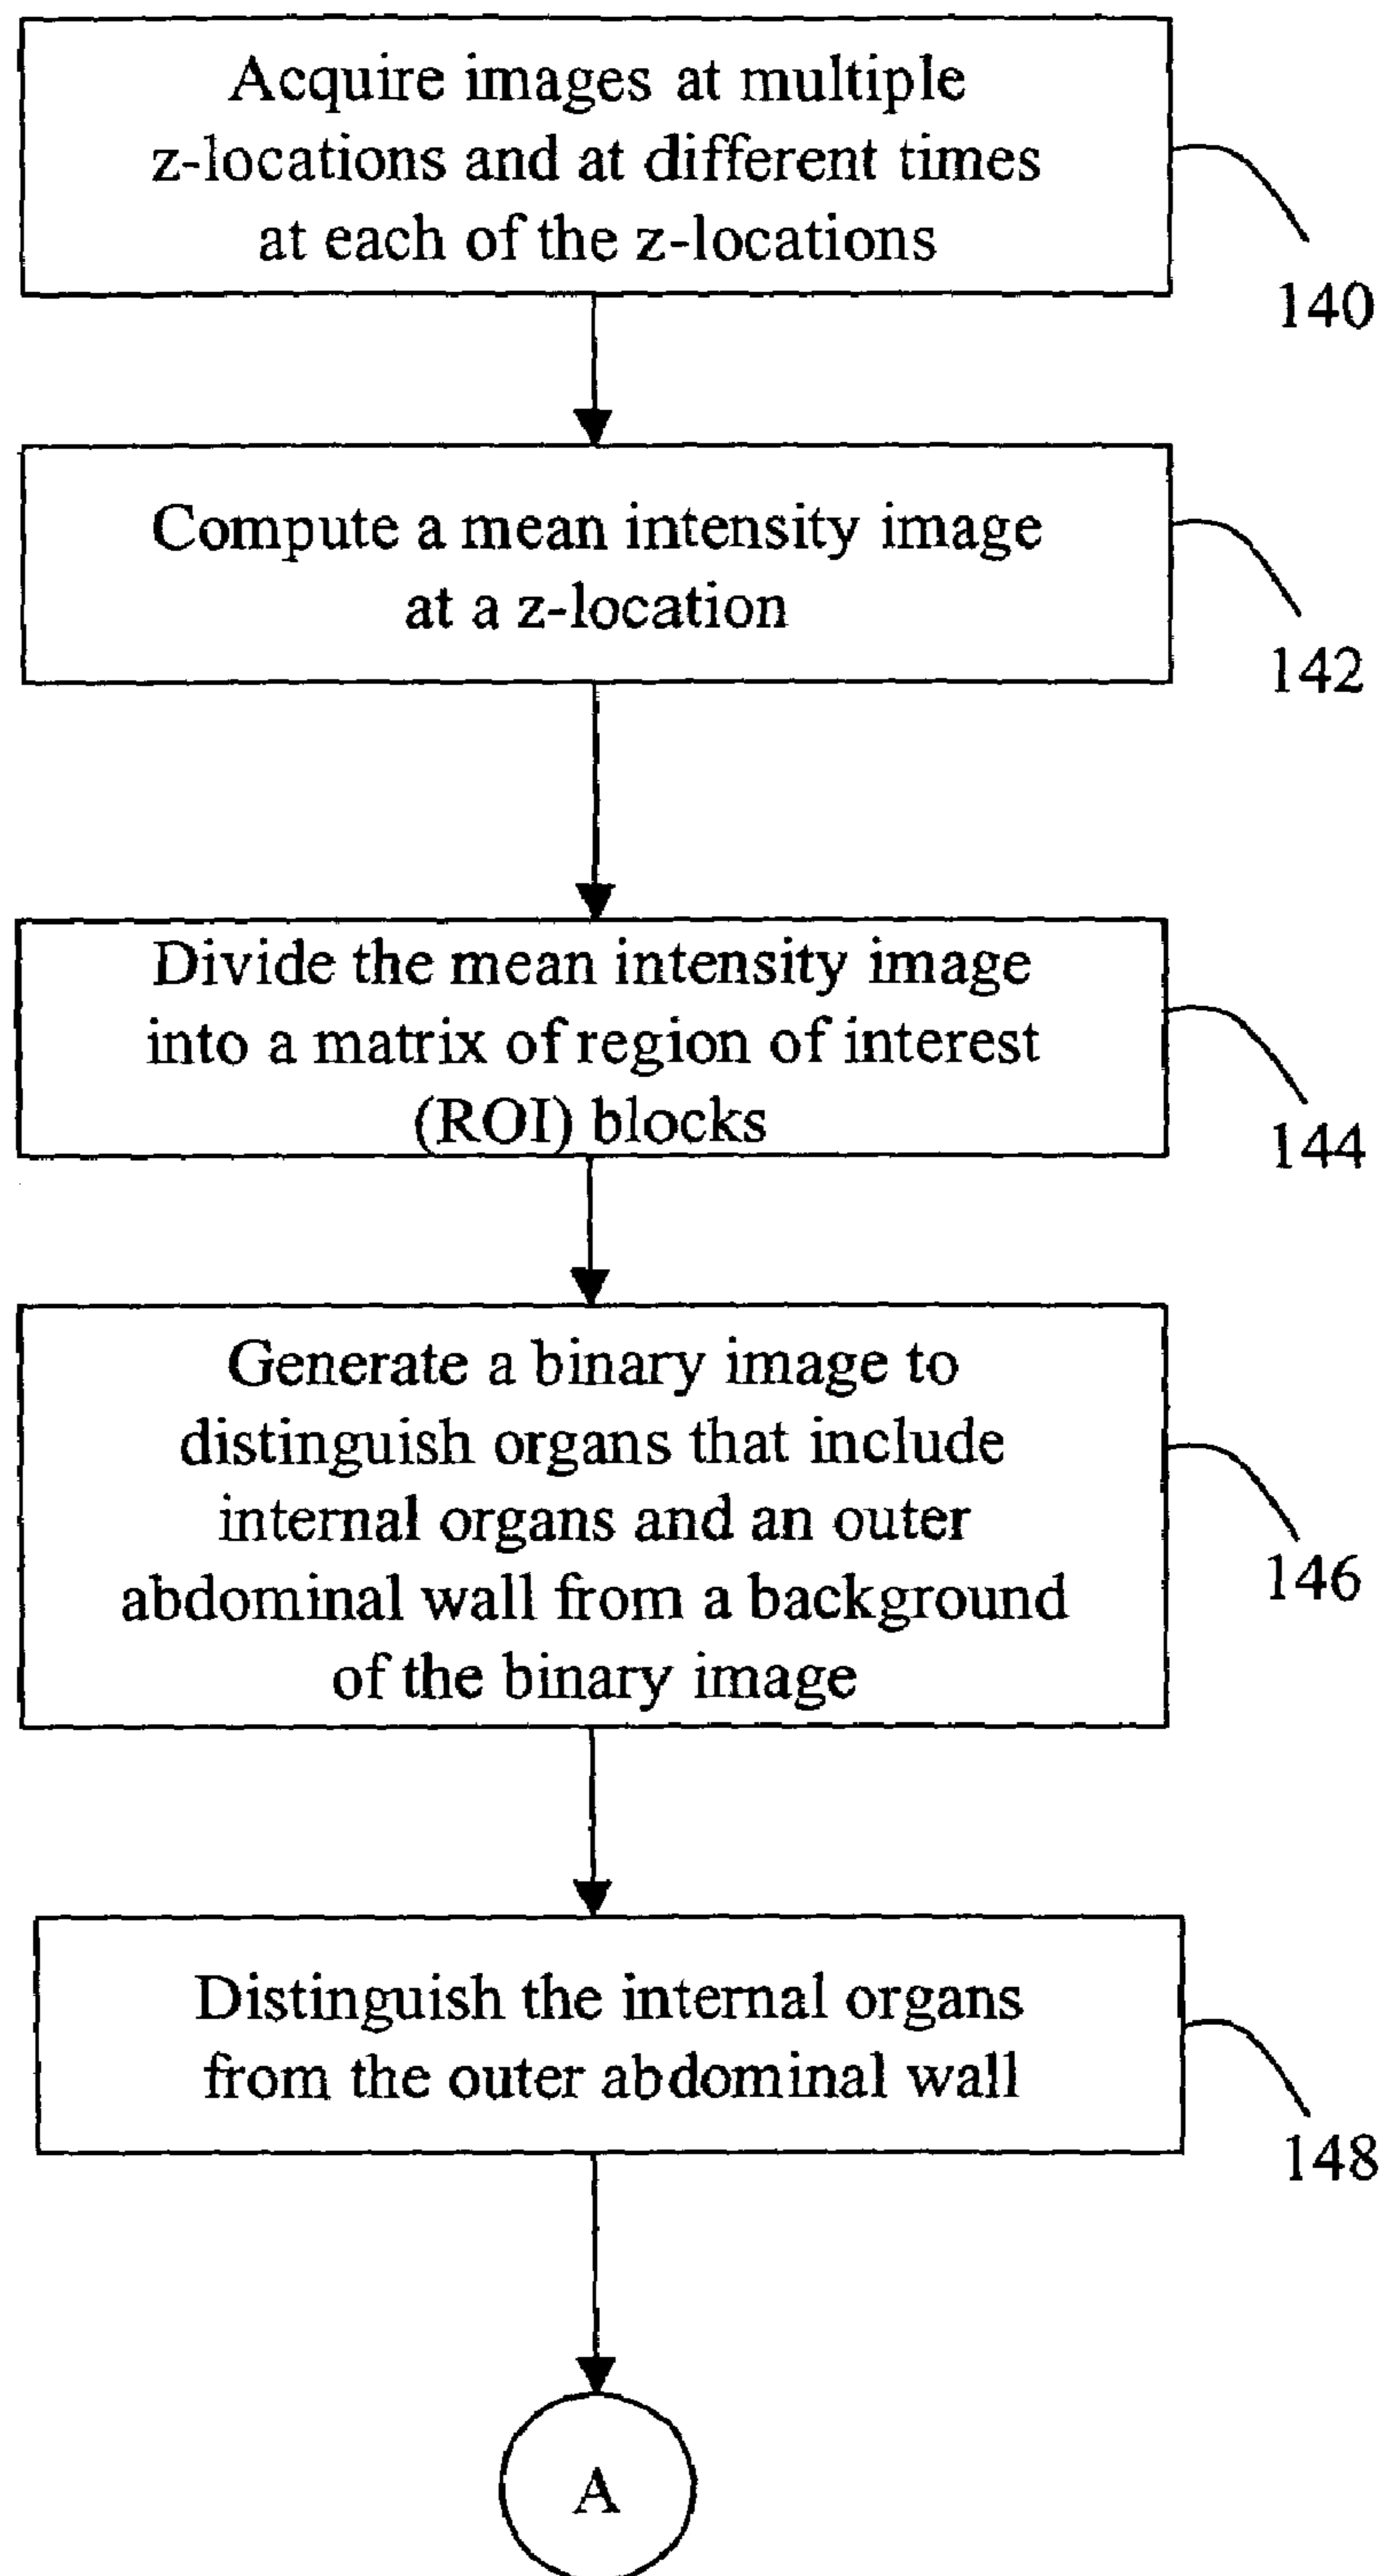 Acquire images at multiple
z-locations and at different times
at each of the z-locations
140
Compute a mean intensity image
at a z-location
142
Divide the mean intensity image
into a matrix of region of interest
(ROI) blocks
144
Generate a binary image to
distinguish organs that include
internal organs and an outer
abdominal wall from a background
of the binary image
146
Distinguish the internal organs
from the outer abdominal wall
148
A